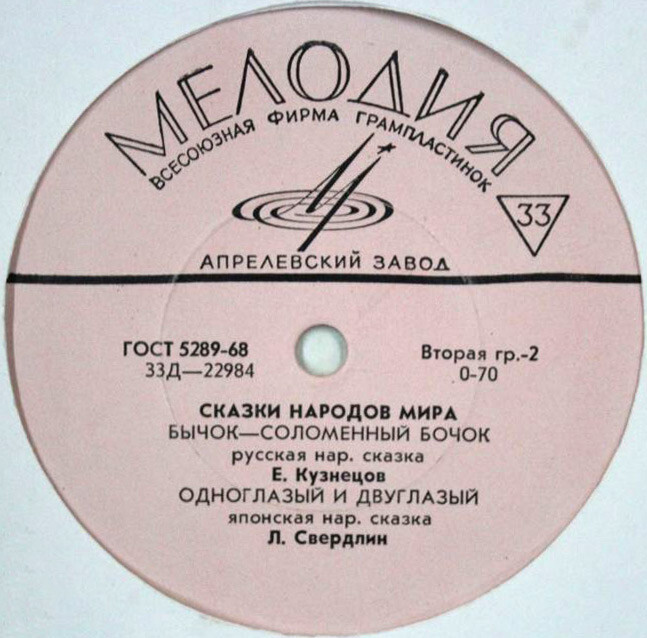 МЕЛОДИЯ
ВСЕСОЮЗНАЯ ФИРМА ГРАМПЛАСТИНОК
33
АПРЕЛЕВСКИЙ ЗАВОД
ГОСТ 5289-68 Вторая гр.-2
33Д—22984 0-70
СКАЗКИ НАРОДОВ МИРА
БЫЧОК—СОЛОМЕННЫЙ БОЧОК
русская нар. сказка
Е. Кузнецов
ОДНОГЛАЗЫЙ И ДВУГЛАЗЫЙ
японская нар. сказка
Л. Свердлин